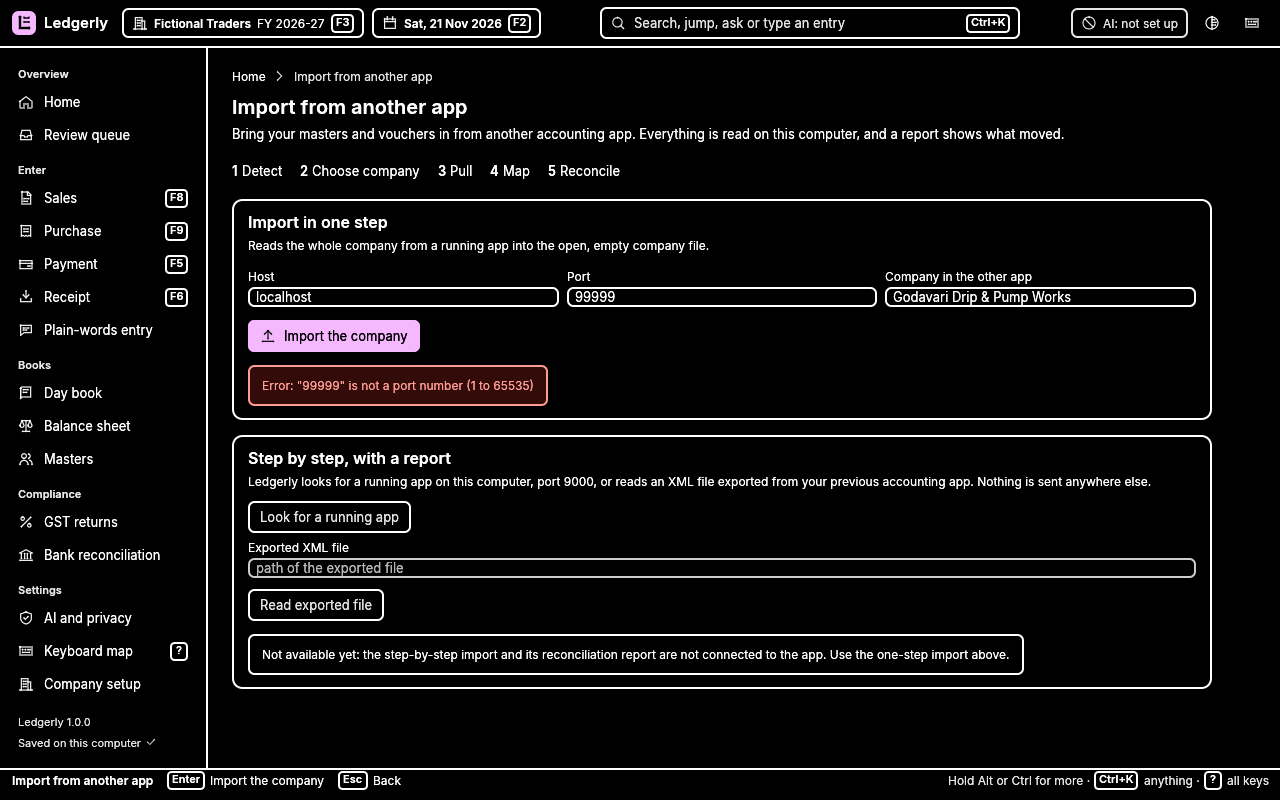 Ledgerly
Fictional Traders FY 2026-27 F3
Sat, 21 Nov 2026 F2
Search, jump, ask or type an entry Ctrl+K
AI: not set up
Overview
Home
Review queue
Enter
Sales F8
Purchase F9
Payment F5
Receipt F6
Plain-words entry
Books
Day book
Balance sheet
Masters
Compliance
GST returns
Bank reconciliation
Settings
AI and privacy
Keyboard map ?
Company setup
Ledgerly 1.0.0
Saved on this computer
Home Import from another app
Import from another app
Bring your masters and vouchers in from another accounting app. Everything is read on this computer, and a report shows what moved.
1 Detect 2 Choose company 3 Pull 4 Map 5 Reconcile
Import in one step
Reads the whole company from a running app into the open, empty company file.
Host Port Company in the other app
localhost 99999 Godavari Drip & Pump Works
Import the company
Error: "99999" is not a port number (1 to 65535)
Step by step, with a report
Ledgerly looks for a running app on this computer, port 9000, or reads an XML file exported from your previous accounting app. Nothing is sent anywhere else.
Look for a running app
Exported XML file
path of the exported file
Read exported file
Not available yet: the step-by-step import and its reconciliation report are not connected to the app. Use the one-step import above.
Import from another app Enter Import the company Esc Back
Hold Alt or Ctrl for more · Ctrl+K anything · ? all keys